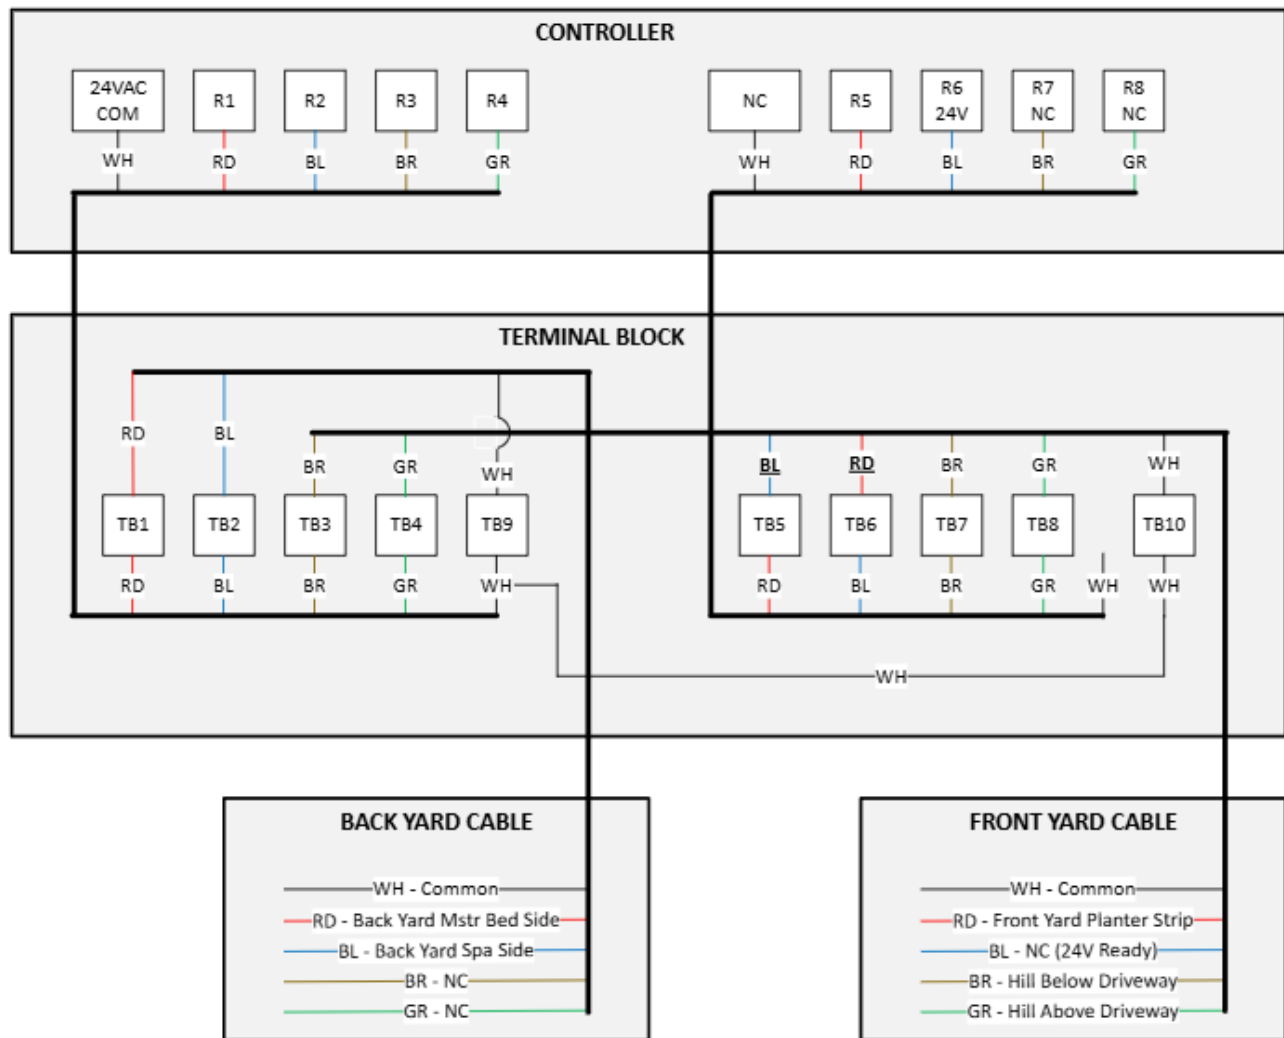 CONTROLLER
24VAC
COM
R1
R2
R3
R4
NC
R5
R6
24V
R7
NC
R8
NC
WH
RD
BL
BR
GR
WH
RD
BL
BR
GR
TERMINAL BLOCK
RD
BL
BR
GR
WH
BL
RD
BR
GR
WH
TB1
TB2
TB3
TB4
TB9
TB5
TB6
TB7
TB8
TB10
RD
BL
BR
GR
WH
RD
BL
BR
GR
WH
WH
WH
BACK YARD CABLE
WH - Common
RD - Back Yard Mstr Bed Side
BL - Back Yard Spa Side
BR - NC
GR - NC
FRONT YARD CABLE
WH - Common
RD - Front Yard Planter Strip
BL - NC (24V Ready)
BR - Hill Below Driveway
GR - Hill Above Driveway